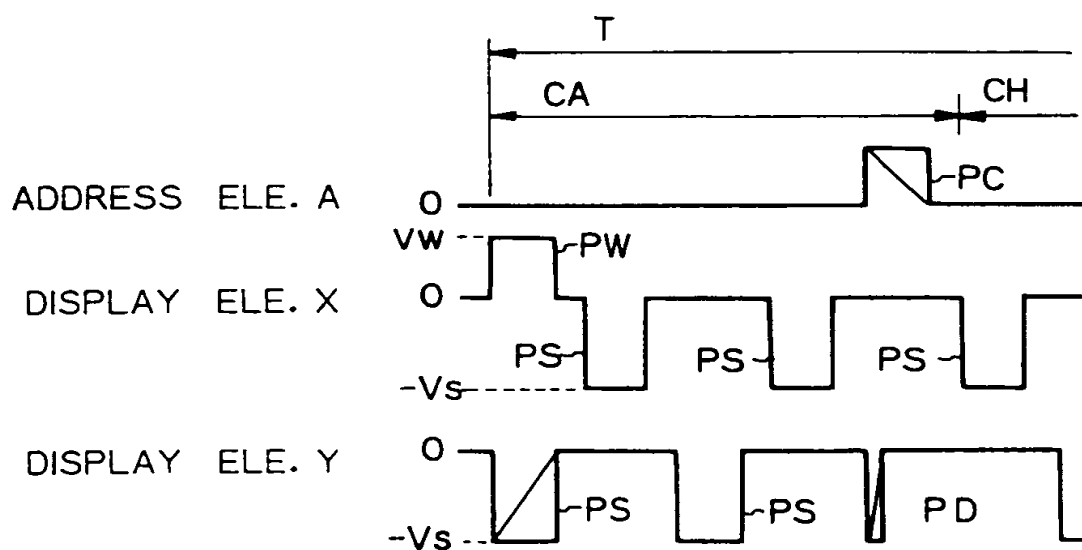 T
CA CH
ADDRESS ELE. A 0 PC
VW PW
DISPLAY ELE. X 0
PS PS PS
-Vs
DISPLAY ELE. Y 0
PS PS PD
-Vs